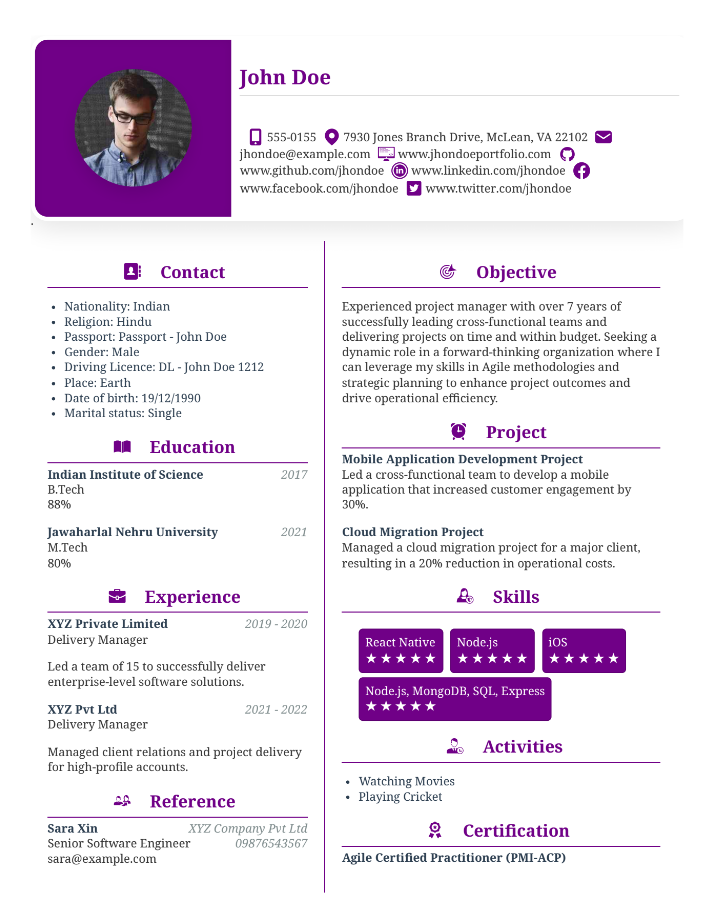 John Doe
555-0155 7930 Jones Branch Drive, McLean, VA 22102
jhondoe@example.com www.jhondoeportfolio.com
www.github.com/jhondoe www.linkedin.com/jhondoe
www.facebook.com/jhondoe www.twitter.com/jhondoe
Contact
• Nationality: Indian
• Religion: Hindu
• Passport: Passport - John Doe
• Gender: Male
• Driving Licence: DL - John Doe 1212
• Place: Earth
• Date of birth: 19/12/1990
• Marital status: Single
Education
Indian Institute of Science 2017
B.Tech
88%
Jawaharlal Nehru University 2021
M.Tech
80%
Experience
XYZ Private Limited 2019 - 2020
Delivery Manager
Led a team of 15 to successfully deliver
enterprise-level software solutions.
XYZ Pvt Ltd 2021 - 2022
Delivery Manager
Managed client relations and project delivery
for high-profile accounts.
Reference
Sara Xin XYZ Company Pvt Ltd
Senior Software Engineer 09876543567
sara@example.com
Objective
Experienced project manager with over 7 years of
successfully leading cross-functional teams and
delivering projects on time and within budget. Seeking a
dynamic role in a forward-thinking organization where I
can leverage my skills in Agile methodologies and
strategic planning to enhance project outcomes and
drive operational efficiency.
Project
Mobile Application Development Project
Led a cross-functional team to develop a mobile
application that increased customer engagement by
30%.
Cloud Migration Project
Managed a cloud migration project for a major client,
resulting in a 20% reduction in operational costs.
Skills
React Native Node.js iOS
★ ★ ★ ★ ★ ★ ★ ★ ★ ★ ★ ★ ★ ★ ★
Node.js, MongoDB, SQL, Express
★ ★ ★ ★ ★
Activities
• Watching Movies
• Playing Cricket
Certification
Agile Certified Practitioner (PMI-ACP)